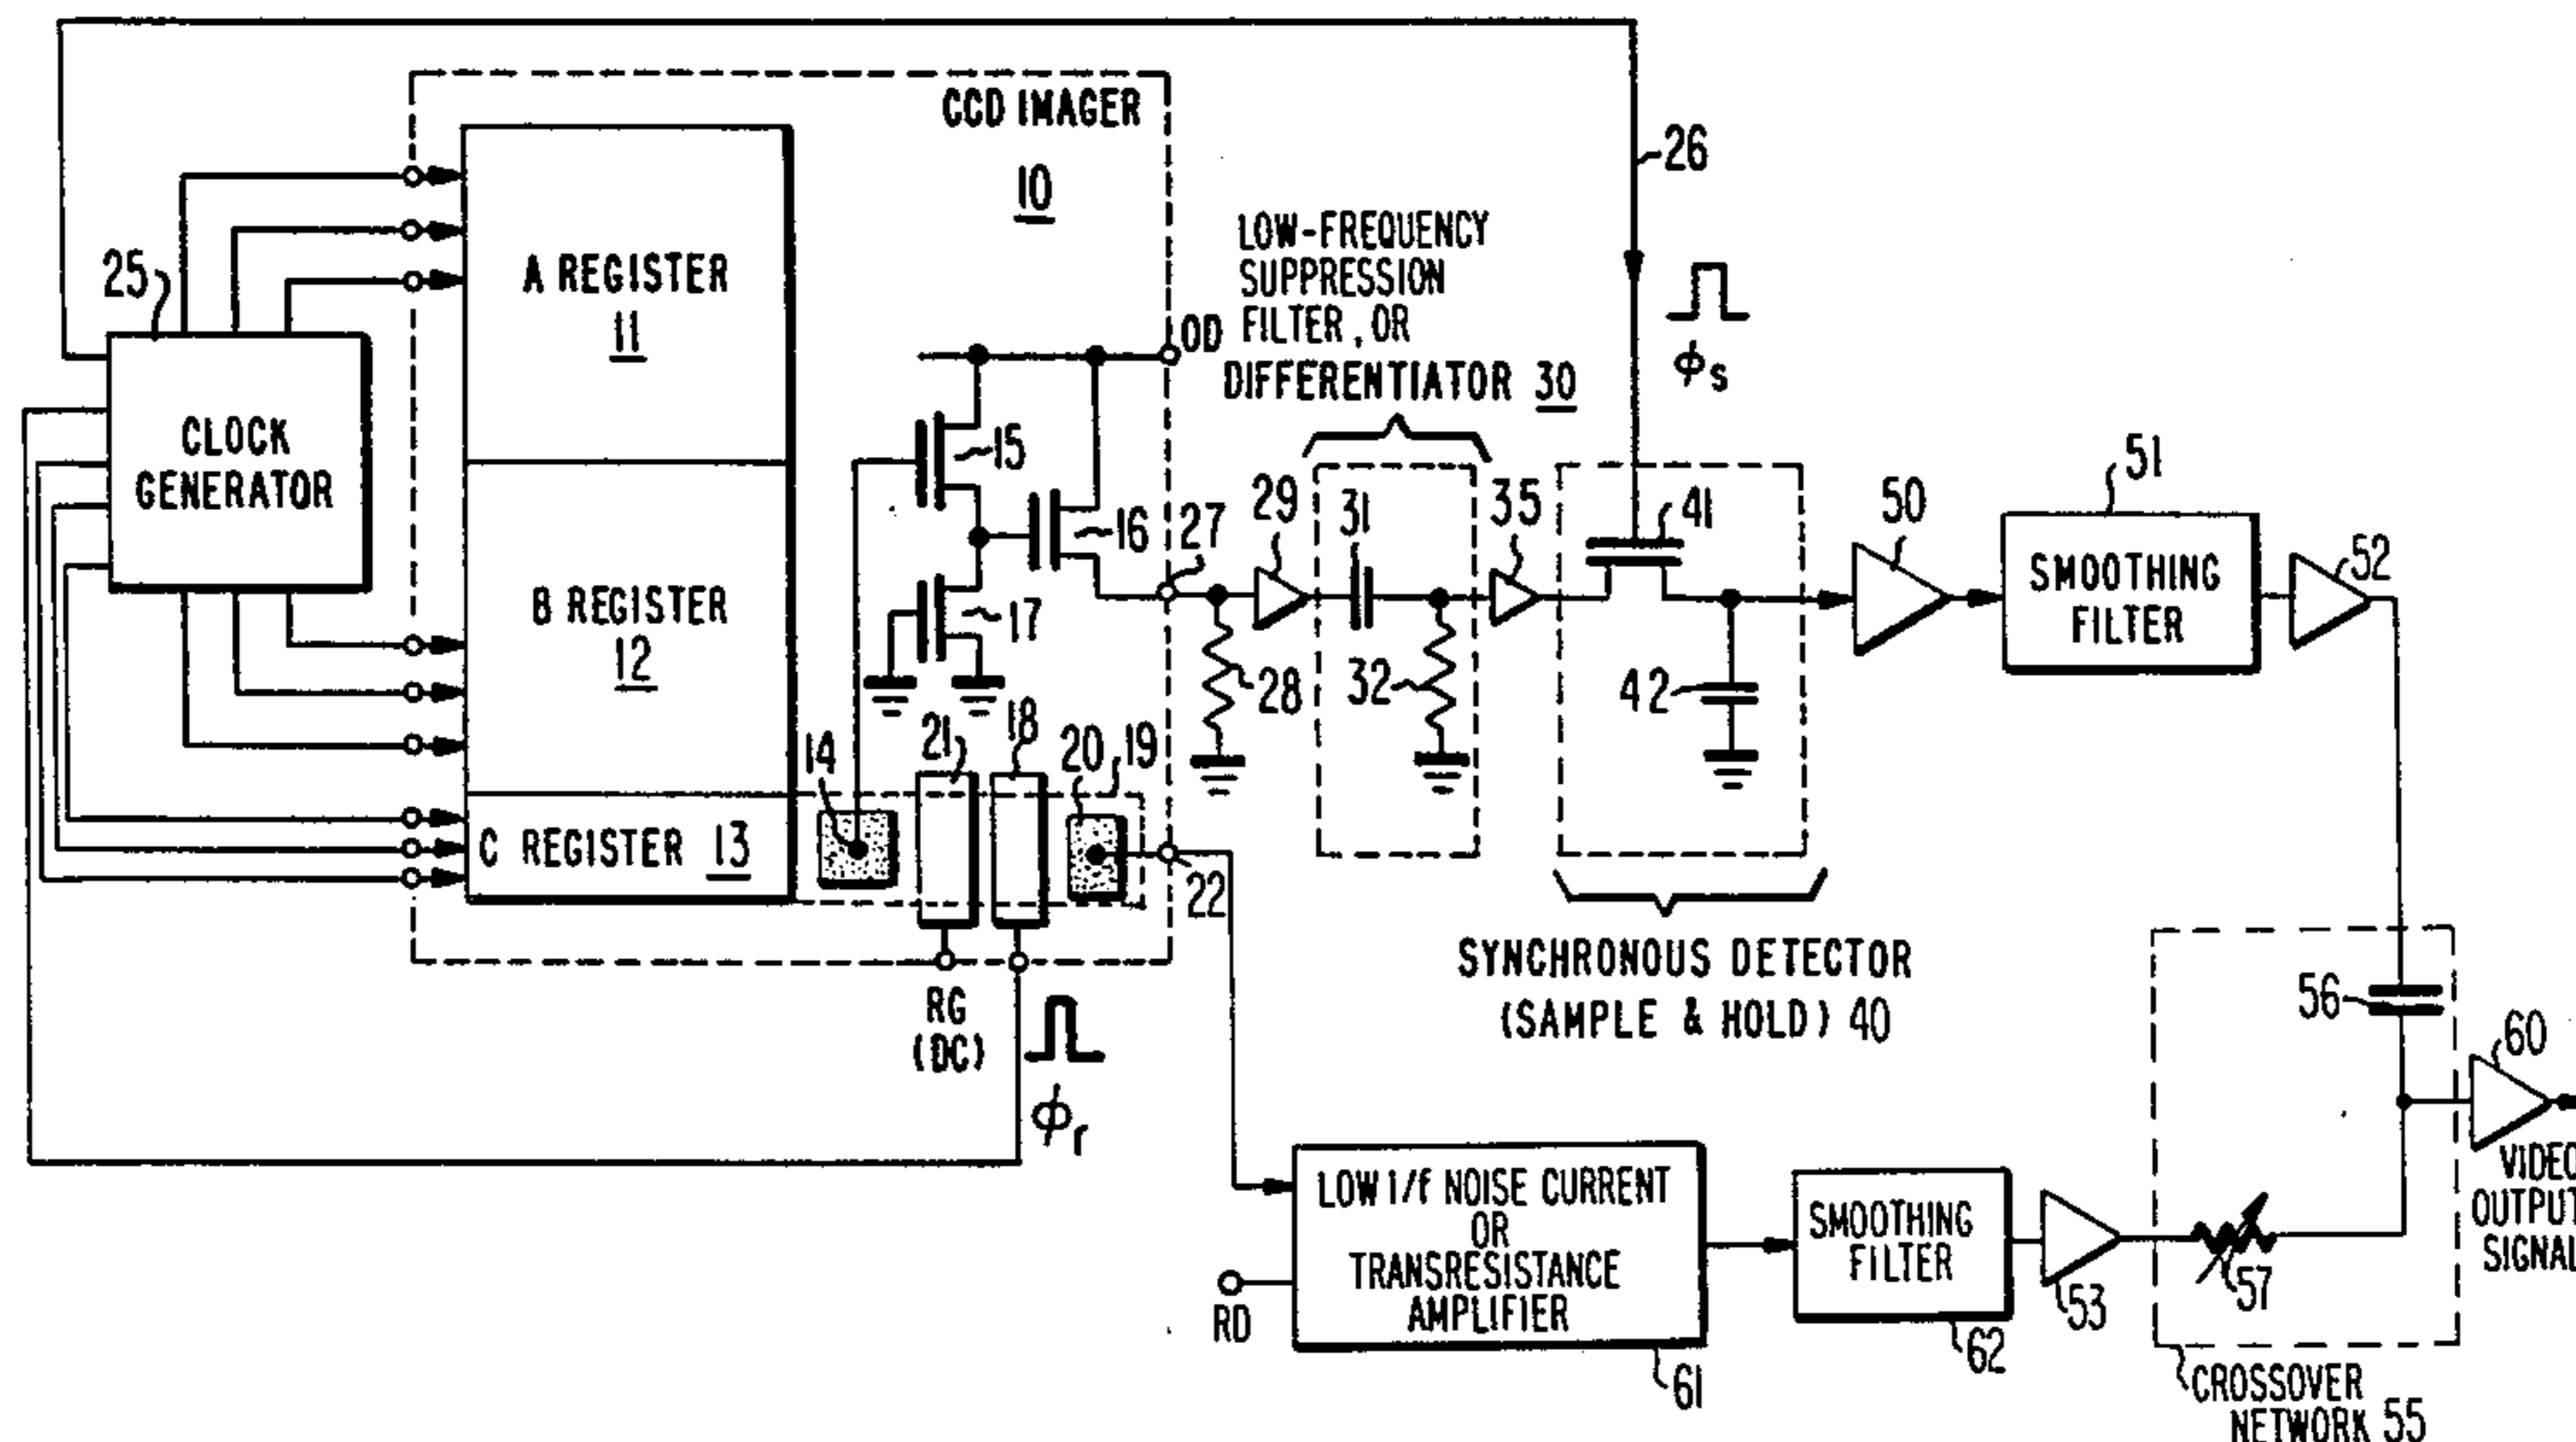 CCD IMAGER
10
26
25
A REGISTER
11
LOW-FREQUENCY
SUPPRESSION
FILTER, OR
DIFFERENTIATOR 30
OD
ϕs
CLOCK
GENERATOR
15
16
27
29
31
35
41
50
51
SMOOTHING
FILTER
52
B REGISTER
12
17
28
32
42
14
21
18
20
19
C REGISTER 13
22
SYNCHRONOUS DETECTOR
(SAMPLE & HOLD) 40
RG
(DC)
ϕr
56
60
VIDEO
OUTPUT
SIGNAL
LOW 1/f NOISE CURRENT
OR
TRANSRESISTANCE
AMPLIFIER
RD
61
SMOOTHING
FILTER
62
53
57
CROSSOVER
NETWORK 55